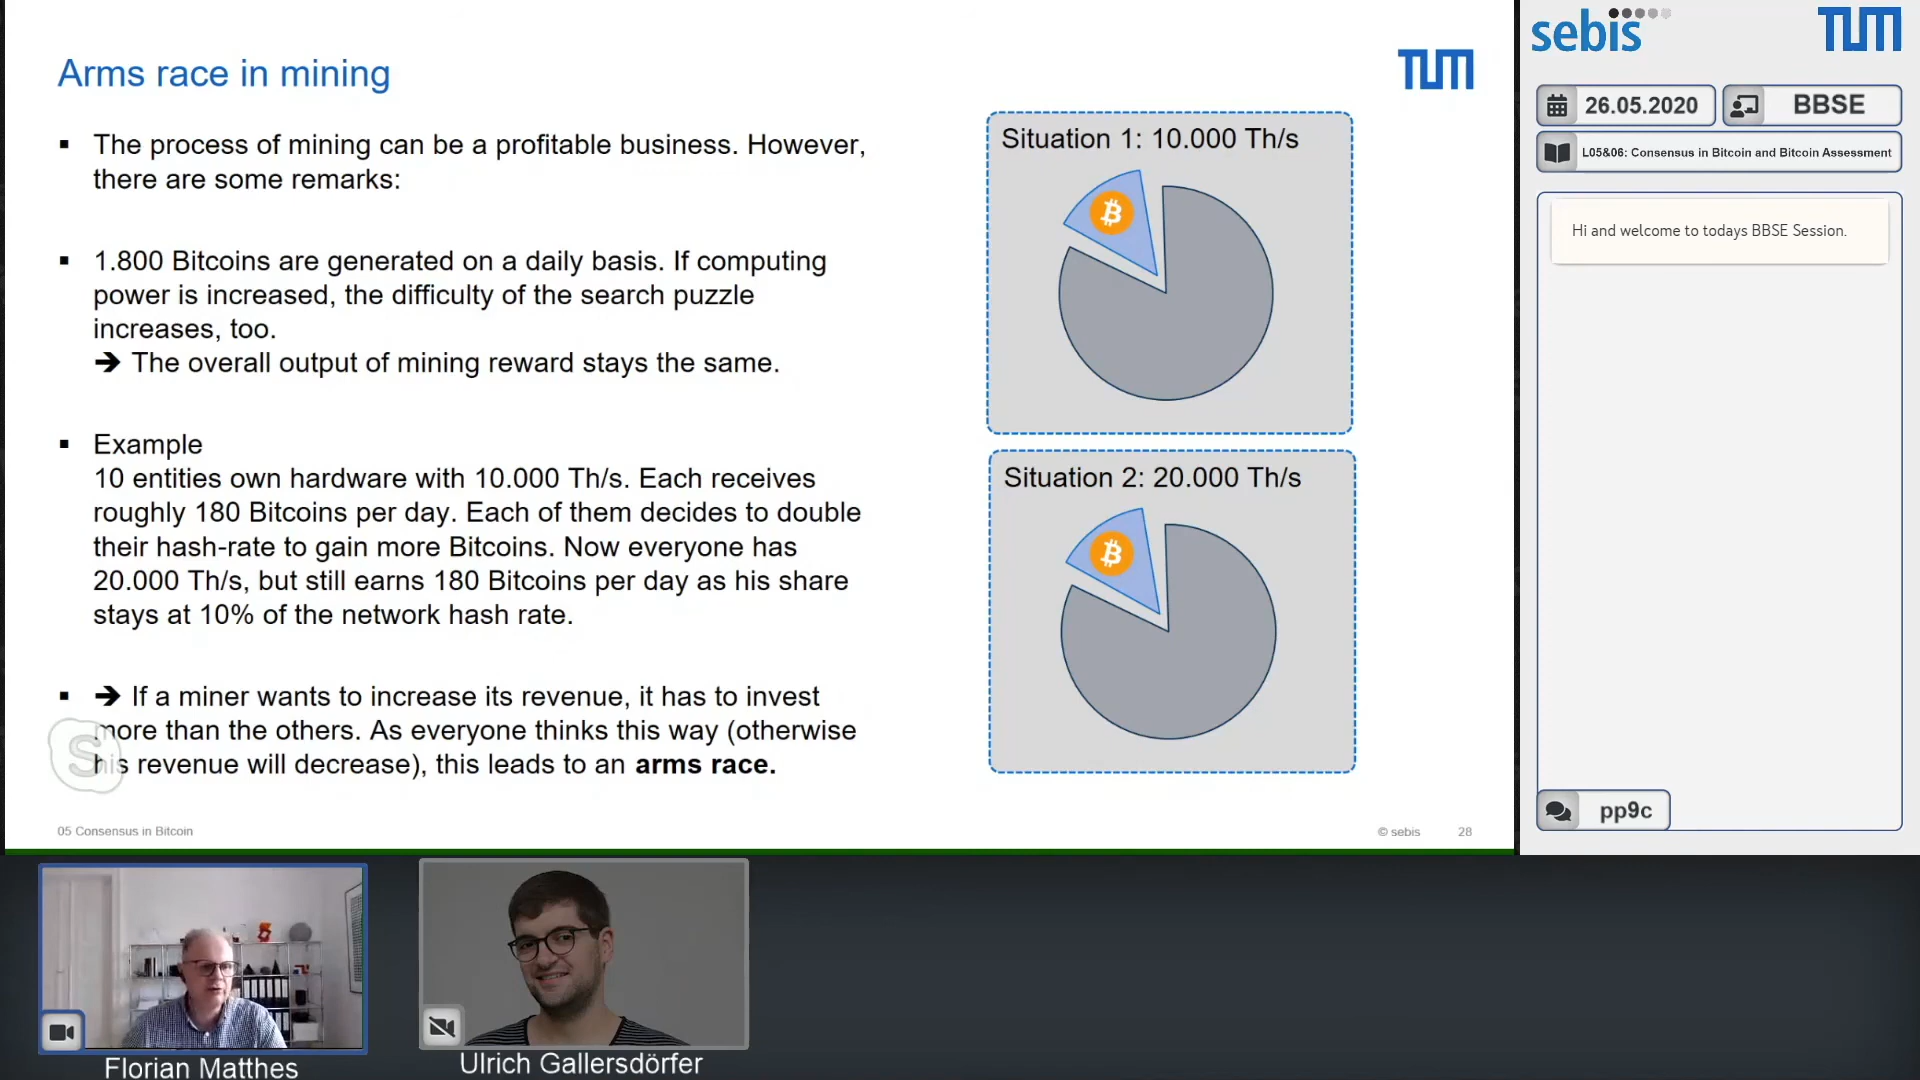 Arms race in mining
TUM
▪ The process of mining can be a profitable business. However,
there are some remarks:
▪ 1.800 Bitcoins are generated on a daily basis. If computing
power is increased, the difficulty of the search puzzle
increases, too.
➔ The overall output of mining reward stays the same.
▪ Example
10 entities own hardware with 10.000 Th/s. Each receives
roughly 180 Bitcoins per day. Each of them decides to double
their hash-rate to gain more Bitcoins. Now everyone has
20.000 Th/s, but still earns 180 Bitcoins per day as his share
stays at 10% of the network hash rate.
▪ ➔ If a miner wants to increase its revenue, it has to invest
more than the others. As everyone thinks this way (otherwise
his revenue will decrease), this leads to an arms race.
S
Situation 1: 10.000 Th/s
₿
Situation 2: 20.000 Th/s
₿
05 Consensus in Bitcoin
© sebis 28
sebis
TUM
26.05.2020
BBSE
L05&06: Consensus in Bitcoin and Bitcoin Assessment
Hi and welcome to todays BBSE Session.
pp9c
Florian Matthes
Ulrich Gallersdörfer